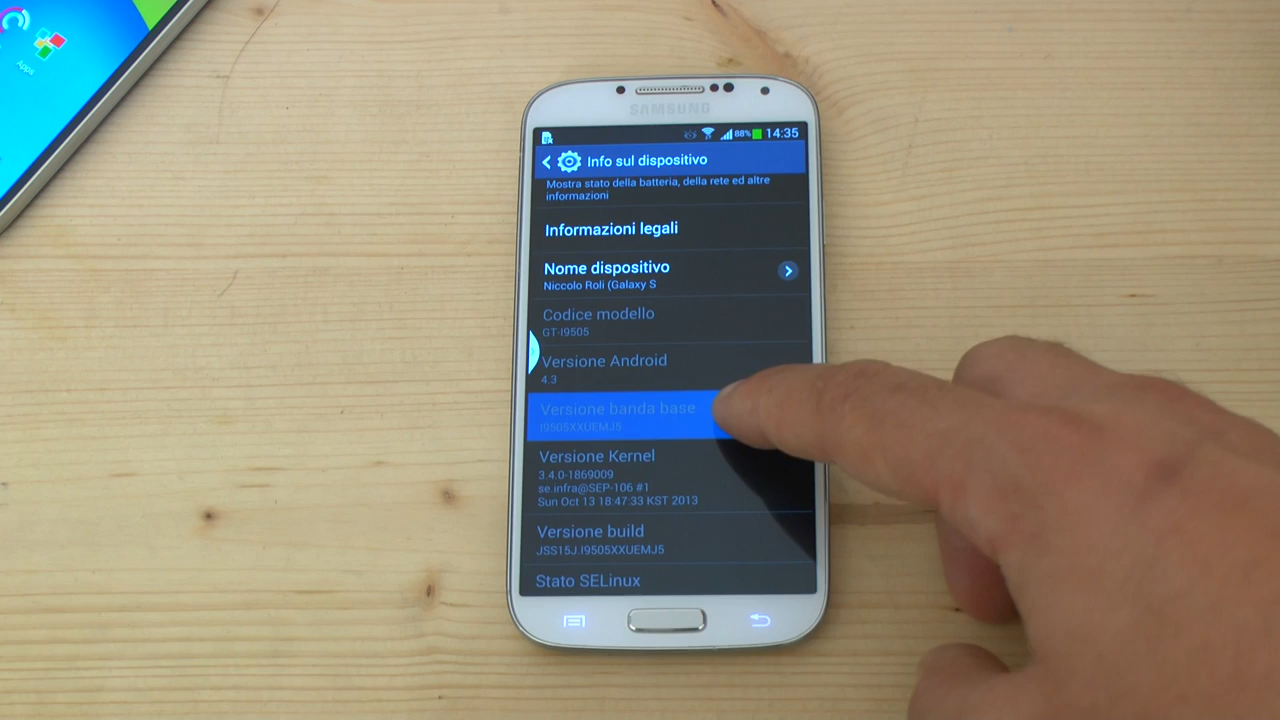 Apps
SAMSUNG
88% 14:35
Info sul dispositivo
Mostra stato della batteria, della rete ed altre
informazioni
Informazioni legali
Nome dispositivo
Niccolo Roli (Galaxy S
Codice modello
GT-I9505
Versione Android
4.3
Versione banda base
I9505XXUEMJ5
Versione Kernel
3.4.0-1869009
se.infra@SEP-106 #1
Sun Oct 13 18:47:33 KST 2013
Versione build
JSS15J.I9505XXUEMJ5
Stato SELinux